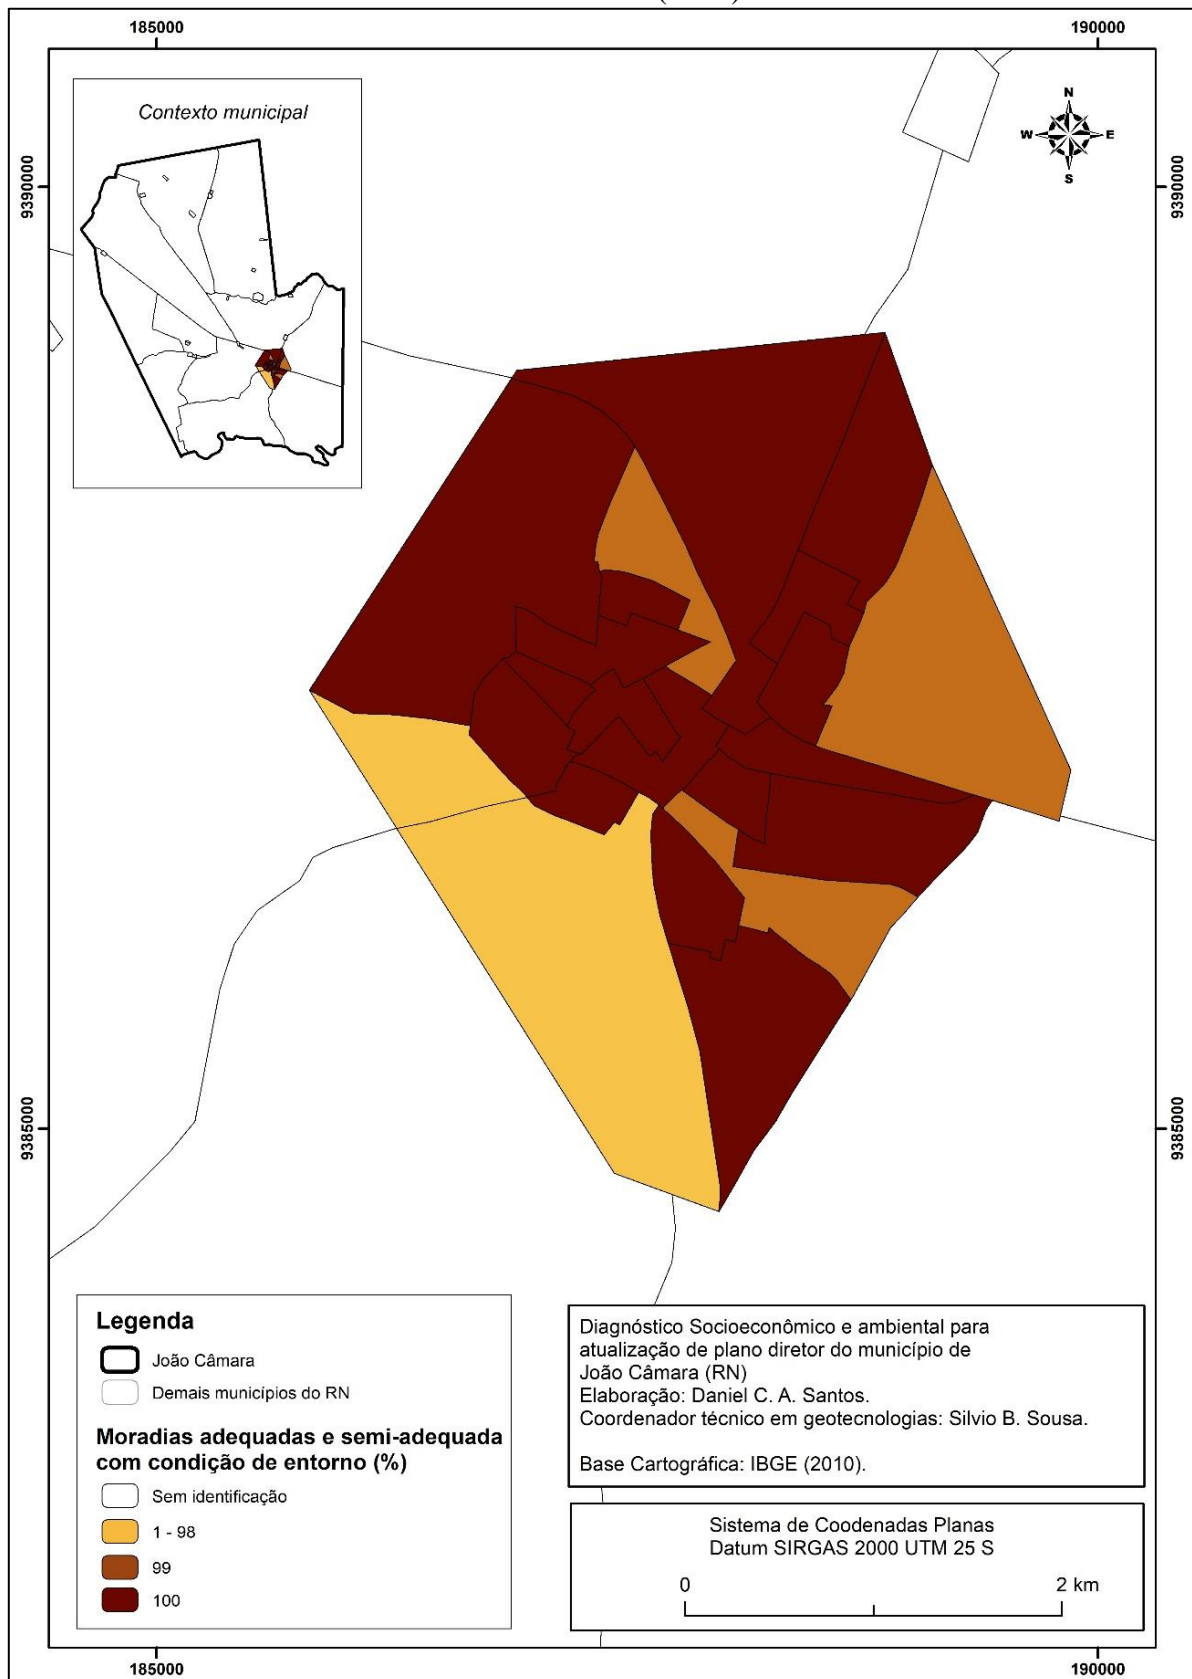 185000
190000
Contexto municipal
N
W
E
S
9390000
9390000
9385000
9385000
Legenda
João Câmara
Demais municípios do RN
Moradias adequadas e semi-adequada
com condição de entorno (%)
Sem identificação
1 - 98
99
100
Diagnóstico Socioeconômico e ambiental para
atualização de plano diretor do município de
João Câmara (RN)
Elaboração: Daniel C. A. Santos.
Coordenador técnico em geotecnologias: Silvio B. Sousa.
Base Cartográfica: IBGE (2010).
Sistema de Coodenadas Planas
Datum SIRGAS 2000 UTM 25 S
0
2 km
185000
190000